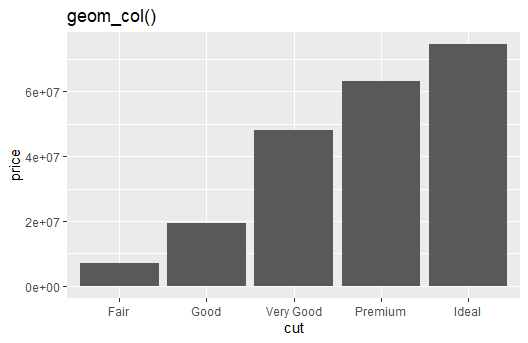 geom_col()
price
6e+07
4e+07
2e+07
0e+00
Fair Good Very Good Premium Ideal
cut